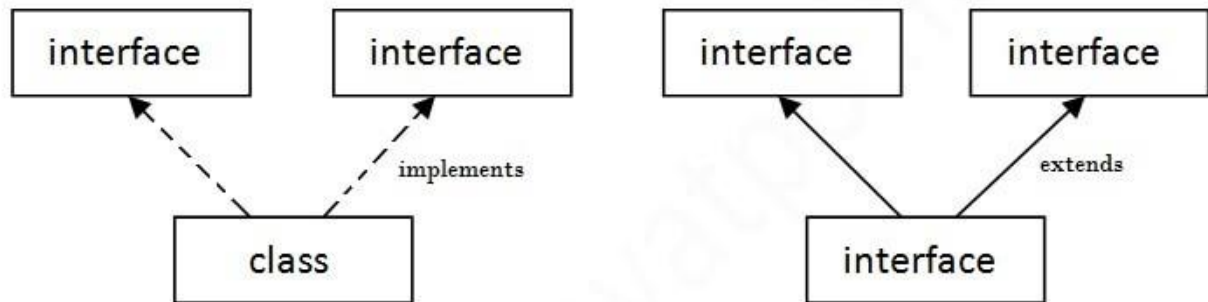 interface interface interface interface
implements extends
class interface